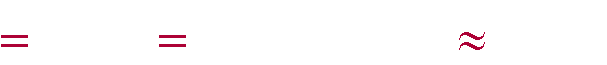 = = ≈